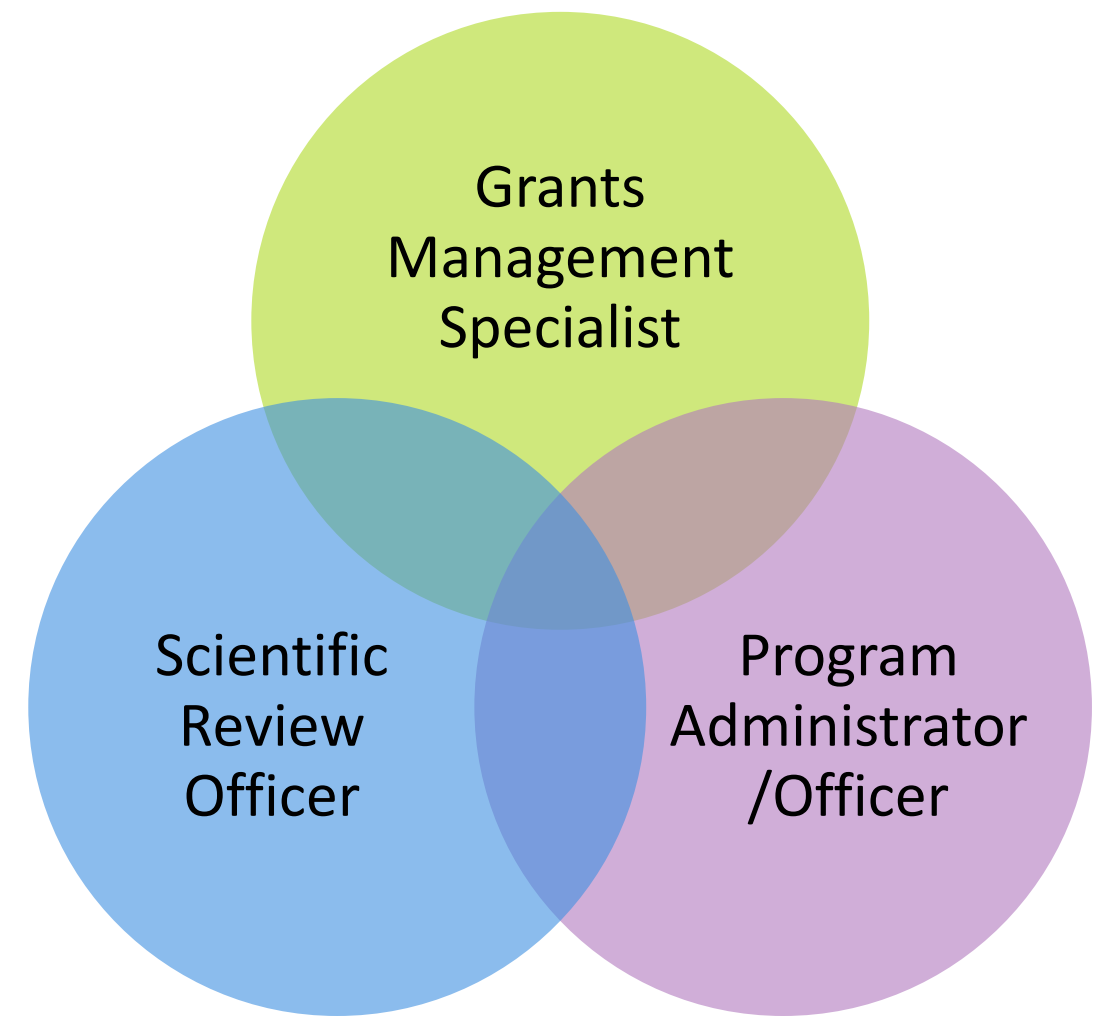 Grants
Management
Specialist
Scientific
Review
Officer
Program
Administrator
/Officer